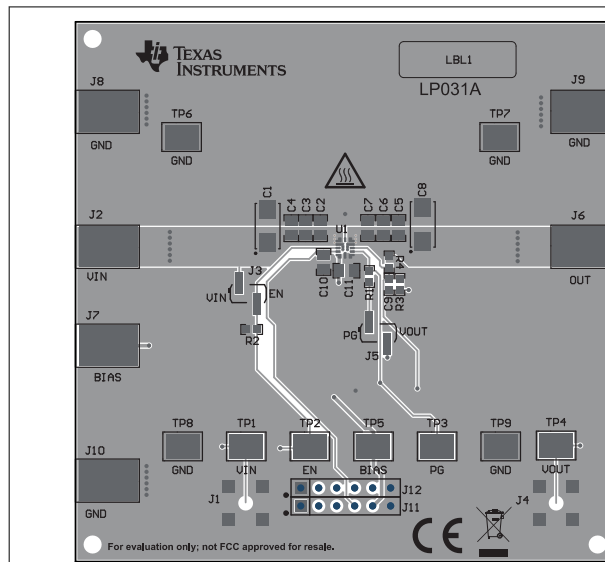 TEXAS
INSTRUMENTS
LBL1
LP031A
J8
J9
TP6
TP7
GND
GND
GND
GND
C1
C4
C3
C2
C7
C6
C5
C8
U1
J2
J6
VIN
OUT
J3
VIN
EN
C10
C11
R4
R1
C9
R3
R2
PG
VOUT
J5
J7
BIAS
TP8
TP1
TP2
TP5
TP3
TP9
TP4
GND
VIN
EN
BIAS
PG
GND
VOUT
J10
GND
J1
J12
J11
J4
CE
For evaluation only; not FCC approved for resale.